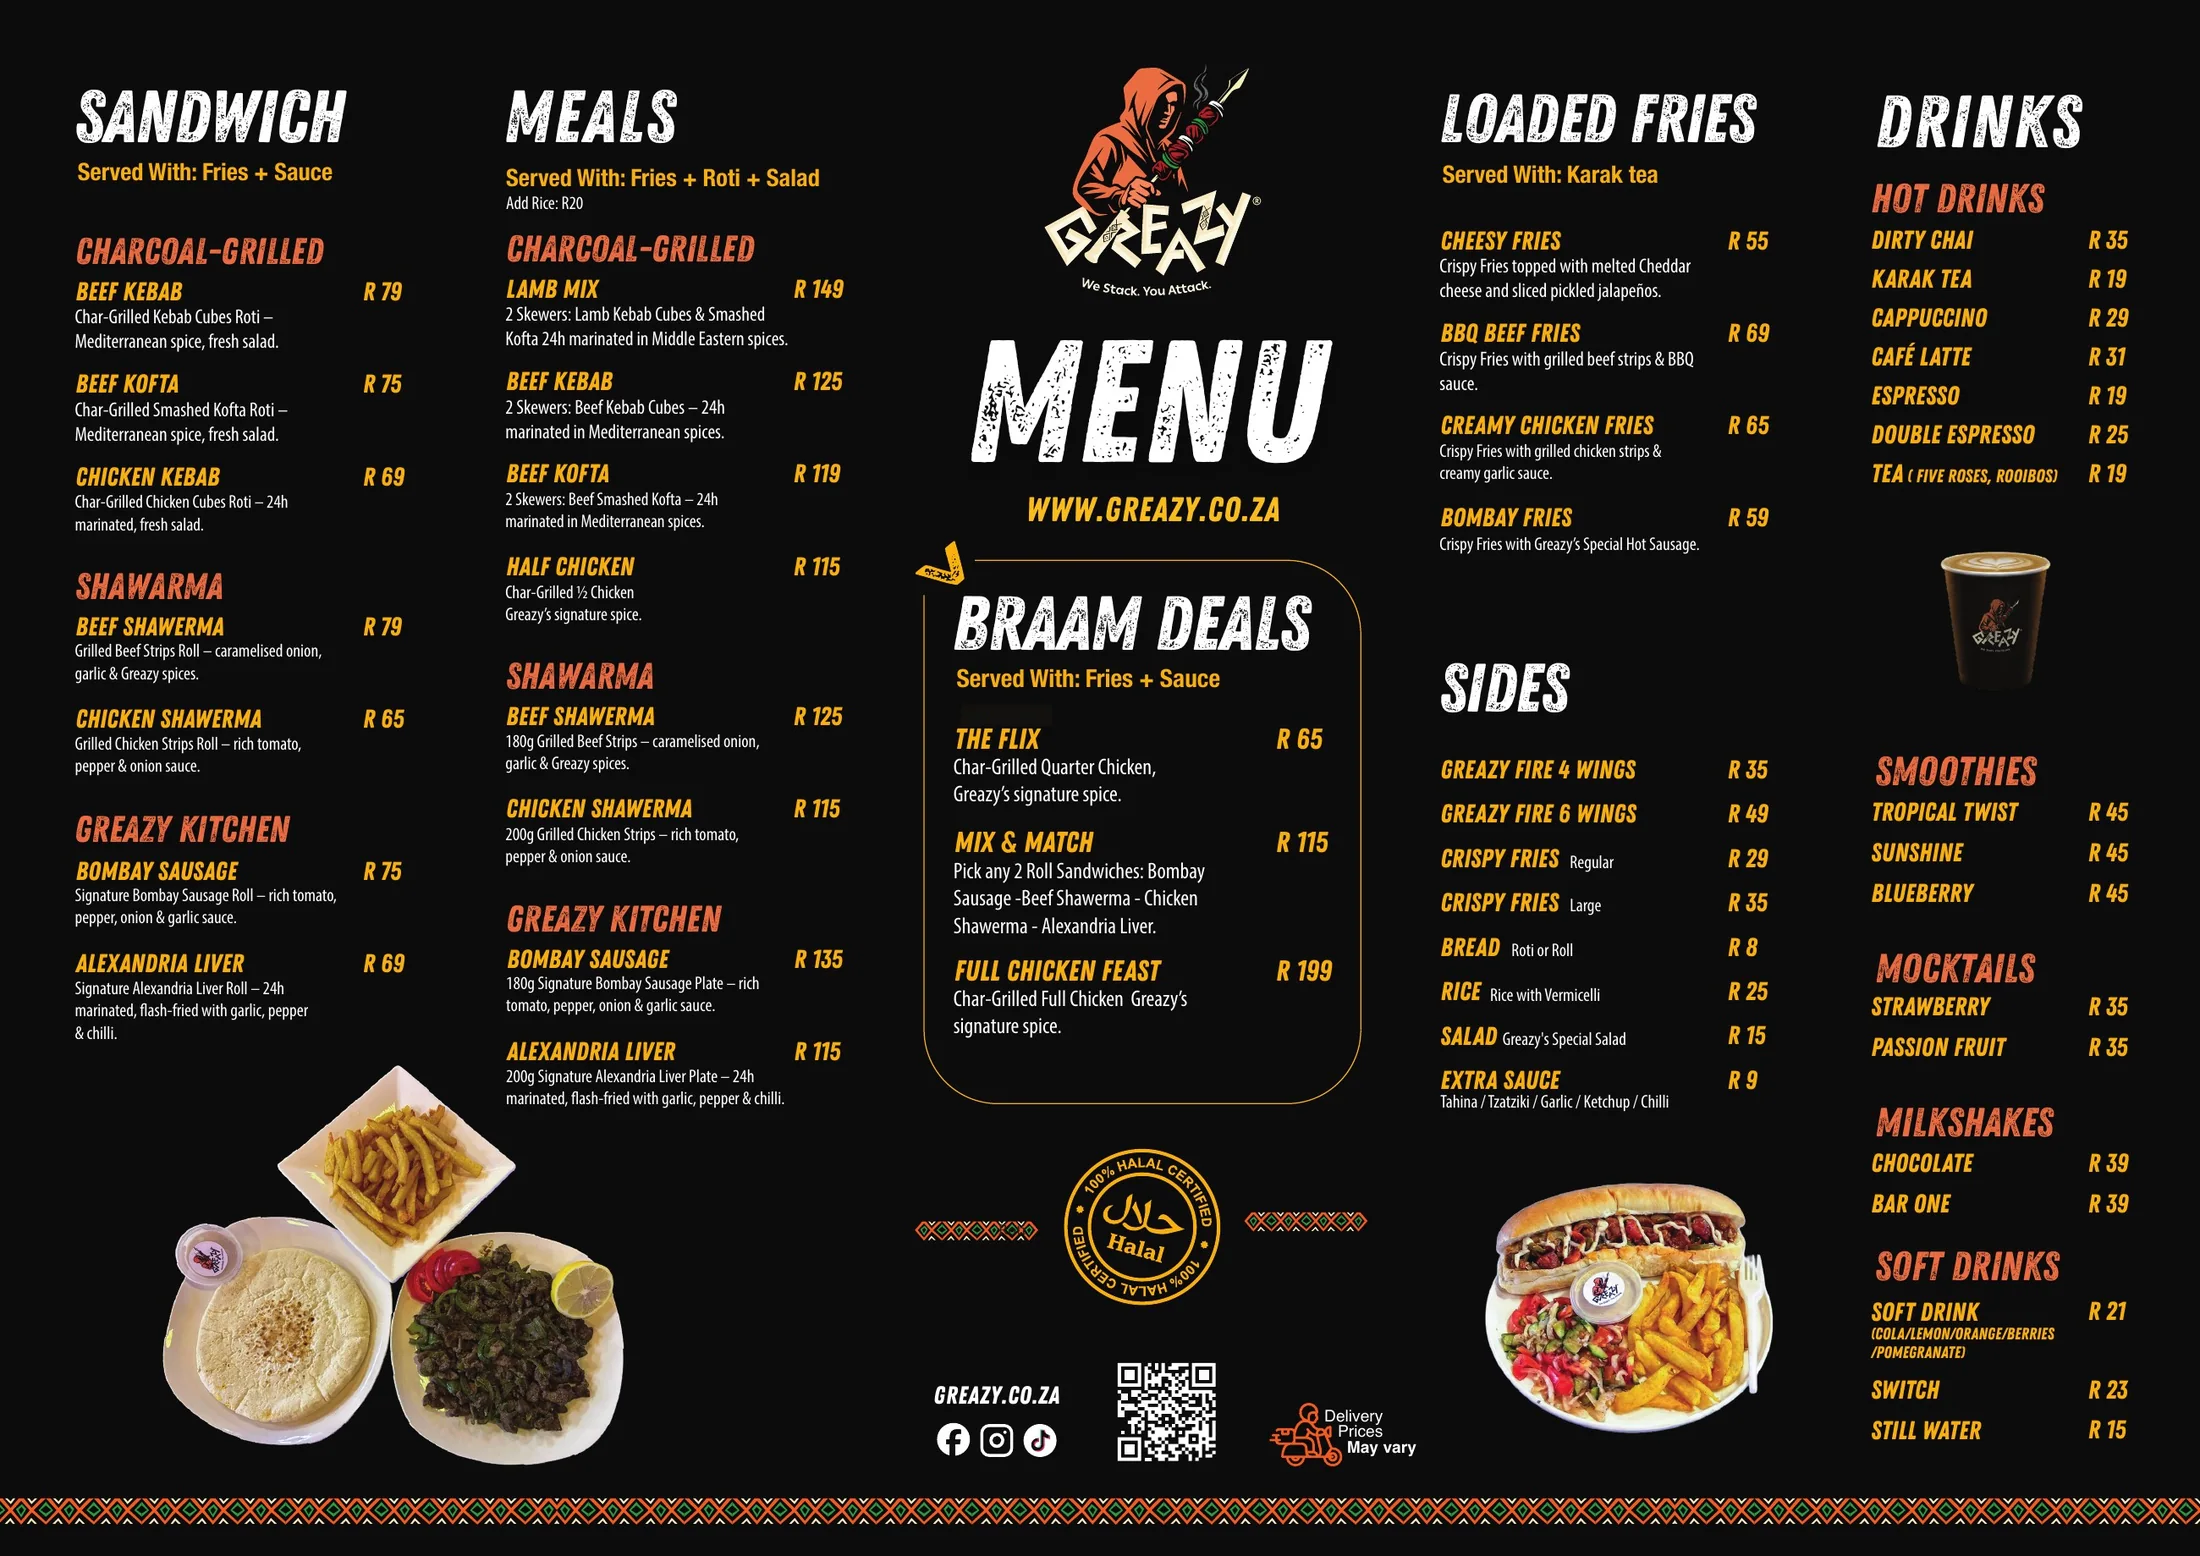 SANDWICH
Served With: Fries + Sauce
CHARCOAL-GRILLED
BEEF KEBAB R 79
Char-Grilled Kebab Cubes Roti –
Mediterranean spice, fresh salad.
BEEF KOFTA R 75
Char-Grilled Smashed Kofta Roti –
Mediterranean spice, fresh salad.
CHICKEN KEBAB R 69
Char-Grilled Chicken Cubes Roti – 24h
marinated, fresh salad.
SHAWARMA
BEEF SHAWERMA R 79
Grilled Beef Strips Roll – caramelised onion,
garlic & Greazy spices.
CHICKEN SHAWERMA R 65
Grilled Chicken Strips Roll – rich tomato,
pepper & onion sauce.
GREAZY KITCHEN
BOMBAY SAUSAGE R 75
Signature Bombay Sausage Roll – rich tomato,
pepper, onion & garlic sauce.
ALEXANDRIA LIVER R 69
Signature Alexandria Liver Roll – 24h
marinated, flash-fried with garlic, pepper
& chilli.
MEALS
Served With: Fries + Roti + Salad
Add Rice: R20
CHARCOAL-GRILLED
LAMB MIX R 149
2 Skewers: Lamb Kebab Cubes & Smashed
Kofta 24h marinated in Middle Eastern spices.
BEEF KEBAB R 125
2 Skewers: Beef Kebab Cubes – 24h
marinated in Mediterranean spices.
BEEF KOFTA R 119
2 Skewers: Beef Smashed Kofta – 24h
marinated in Mediterranean spices.
HALF CHICKEN R 115
Char-Grilled ½ Chicken
Greazy's signature spice.
SHAWARMA
BEEF SHAWERMA R 125
180g Grilled Beef Strips – caramelised onion,
garlic & Greazy spices.
CHICKEN SHAWERMA R 115
200g Grilled Chicken Strips – rich tomato,
pepper & onion sauce.
GREAZY KITCHEN
BOMBAY SAUSAGE R 135
180g Signature Bombay Sausage Plate – rich
tomato, pepper, onion & garlic sauce.
ALEXANDRIA LIVER R 115
200g Signature Alexandria Liver Plate – 24h
marinated, flash-fried with garlic, pepper & chilli.
GREAZY®
We Stack. You Attack.
MENU
WWW.GREAZY.CO.ZA
BRAAM DEALS
Served With: Fries + Sauce
THE FLIX R 65
Char-Grilled Quarter Chicken,
Greazy's signature spice.
MIX & MATCH R 115
Pick any 2 Roll Sandwiches: Bombay
Sausage -Beef Shawerma - Chicken
Shawerma - Alexandria Liver.
FULL CHICKEN FEAST R 199
Char-Grilled Full Chicken Greazy's
signature spice.
100% HALAL CERTIFIED
حلال
Halal
100% HALAL CERTIFIED
GREAZY.CO.ZA
Delivery
Prices
May vary
LOADED FRIES
Served With: Karak tea
CHEESY FRIES R 55
Crispy Fries topped with melted Cheddar
cheese and sliced pickled jalapeños.
BBQ BEEF FRIES R 69
Crispy Fries with grilled beef strips & BBQ
sauce.
CREAMY CHICKEN FRIES R 65
Crispy Fries with grilled chicken strips &
creamy garlic sauce.
BOMBAY FRIES R 59
Crispy Fries with Greazy's Special Hot Sausage.
SIDES
GREAZY FIRE 4 WINGS R 35
GREAZY FIRE 6 WINGS R 49
CRISPY FRIES Regular R 29
CRISPY FRIES Large R 35
BREAD Roti or Roll R 8
RICE Rice with Vermicelli R 25
SALAD Greazy's Special Salad R 15
EXTRA SAUCE R 9
Tahina / Tzatziki / Garlic / Ketchup / Chilli
DRINKS
HOT DRINKS
DIRTY CHAI R 35
KARAK TEA R 19
CAPPUCCINO R 29
CAFÉ LATTE R 31
ESPRESSO R 19
DOUBLE ESPRESSO R 25
TEA ( FIVE ROSES, ROOIBOS) R 19
GREAZY
SMOOTHIES
TROPICAL TWIST R 45
SUNSHINE R 45
BLUEBERRY R 45
MOCKTAILS
STRAWBERRY R 35
PASSION FRUIT R 35
MILKSHAKES
CHOCOLATE R 39
BAR ONE R 39
SOFT DRINKS
SOFT DRINK R 21
(COLA/LEMON/ORANGE/BERRIES
/POMEGRANATE)
SWITCH R 23
STILL WATER R 15